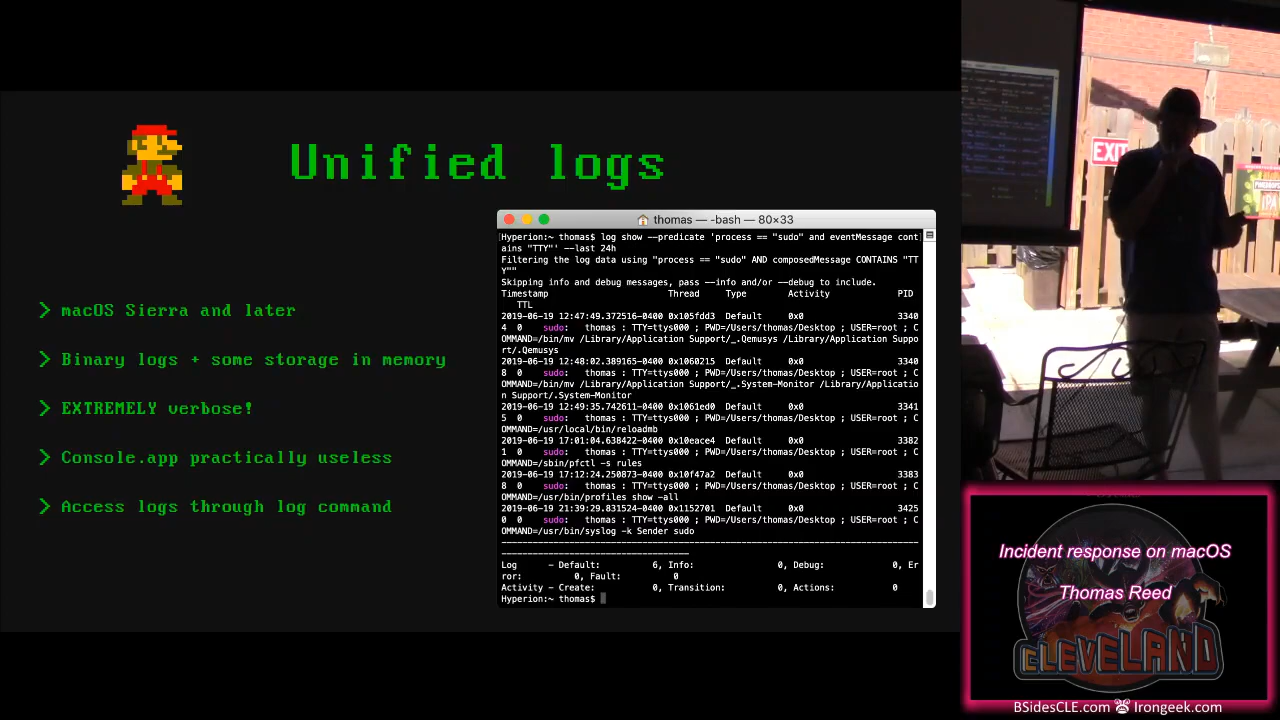 Unified logs
> macOS Sierra and later
> Binary logs + some storage in memory
> EXTREMELY verbose!
> Console.app practically useless
> Access logs through log command
thomas — -bash — 80×33
Hyperion:~ thomas$ log show --predicate 'process == "sudo" and eventMessage cont
ains "TTY"' --last 24h
Filtering the log data using "process == "sudo" AND composedMessage CONTAINS "TT
Y""
Skipping info and debug messages, pass --info and/or --debug to include.
Timestamp                       Thread     Type        Activity             PID
   TTL
2019-06-19 12:47:49.372516-0400 0x105fdd3  Default     0x0                  3340
4  0    sudo:   thomas : TTY=ttys000 ; PWD=/Users/thomas/Desktop ; USER=root ; C
OMMAND=/bin/mv /Library/Application Support/_.Qemusys /Library/Application Suppo
rt/.Qemusys
2019-06-19 12:48:02.389165-0400 0x1060215  Default     0x0                  3340
8  0    sudo:   thomas : TTY=ttys000 ; PWD=/Users/thomas/Desktop ; USER=root ; C
OMMAND=/bin/mv /Library/Application Support/_.System-Monitor /Library/Applicatio
n Support/.System-Monitor
2019-06-19 12:49:35.742611-0400 0x1061ed0  Default     0x0                  3341
5  0    sudo:   thomas : TTY=ttys000 ; PWD=/Users/thomas/Desktop ; USER=root ; C
OMMAND=/usr/local/bin/reloadmb
2019-06-19 17:01:04.638422-0400 0x10eace4  Default     0x0                  3382
1  0    sudo:   thomas : TTY=ttys000 ; PWD=/Users/thomas/Desktop ; USER=root ; C
OMMAND=/sbin/pfctl -s rules
2019-06-19 17:12:24.250873-0400 0x10f47a2  Default     0x0                  3383
8  0    sudo:   thomas : TTY=ttys000 ; PWD=/Users/thomas/Desktop ; USER=root ; C
OMMAND=/usr/bin/profiles show -all
2019-06-19 21:39:29.831524-0400 0x1152701  Default     0x0                  3425
0  0    sudo:   thomas : TTY=ttys000 ; PWD=/Users/thomas/Desktop ; USER=root ; C
OMMAND=/usr/bin/syslog -k Sender sudo
Log      - Default:          6, Info:                0, Debug:             0, Er
ror:          0, Fault:          0
Activity - Create:           0, Transition:          0, Actions:           0
Hyperion:~ thomas$
EXIT
IPA
Incident response on macOS
Thomas Reed
CLEVELAND
BSidesCLE.com Irongeek.com